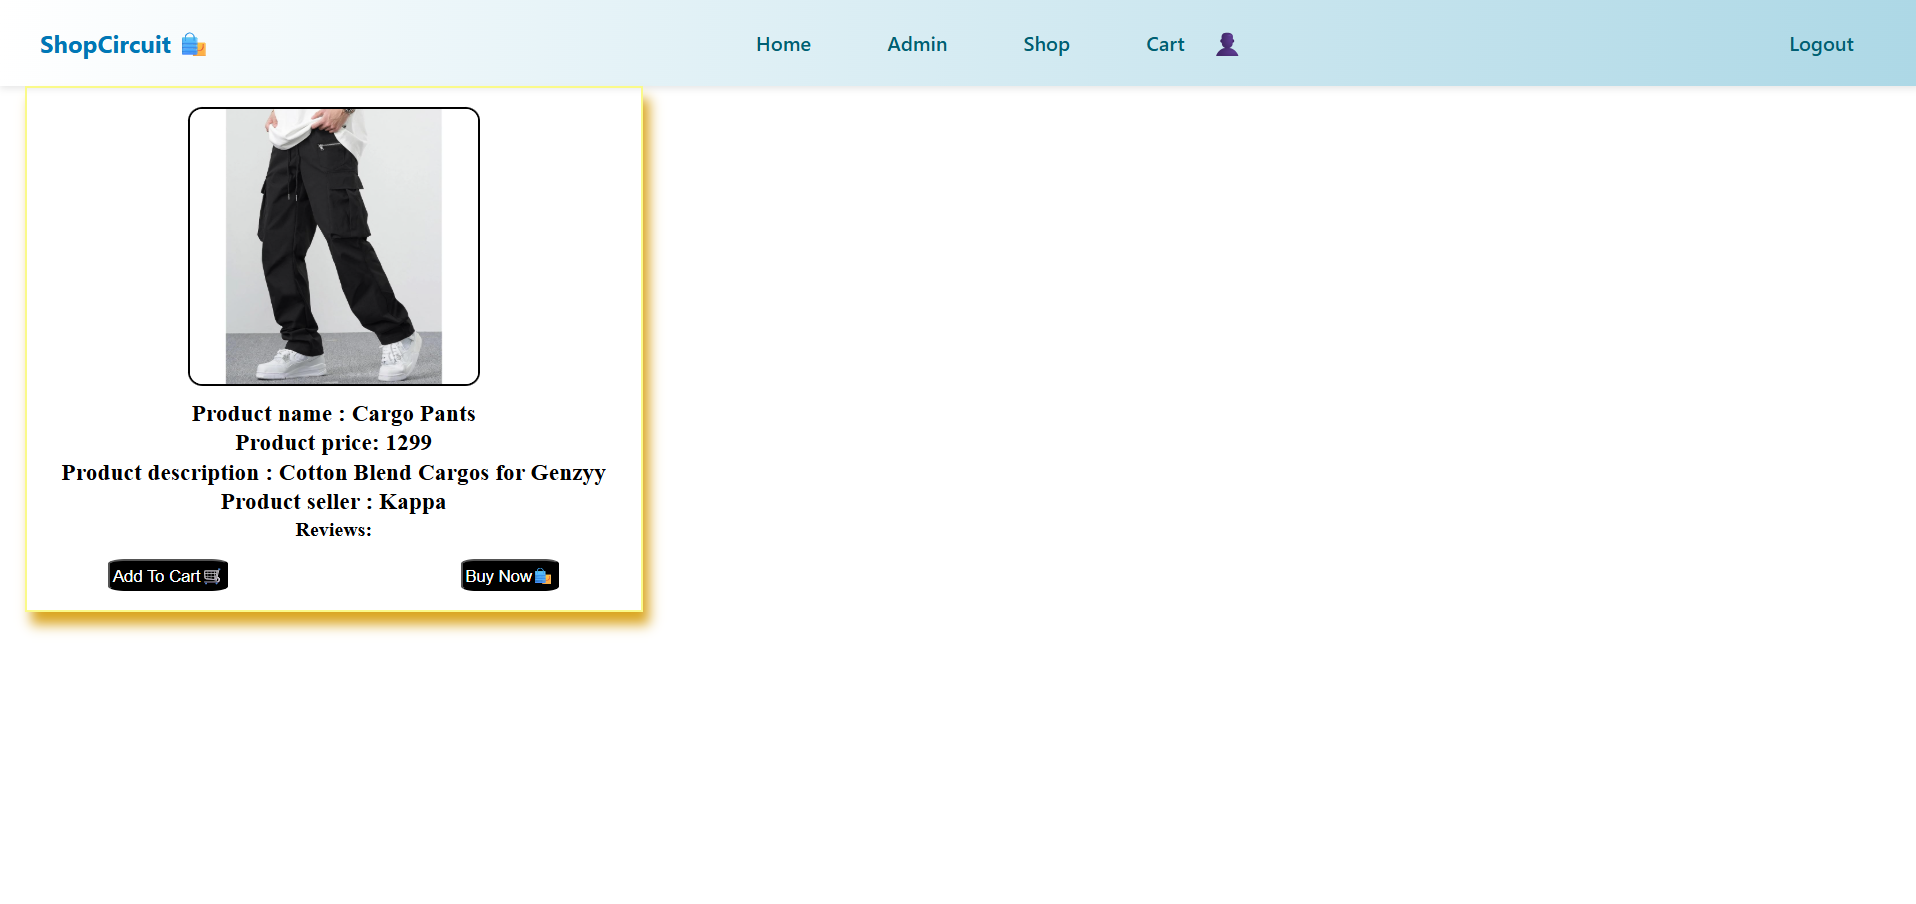 ShopCircuit 🛍️ Home Admin Shop Cart 👤 Logout
Product name : Cargo Pants
Product price: 1299
Product description : Cotton Blend Cargos for Genzyy
Product seller : Kappa
Reviews:
Add To Cart🛒 Buy Now🛍️